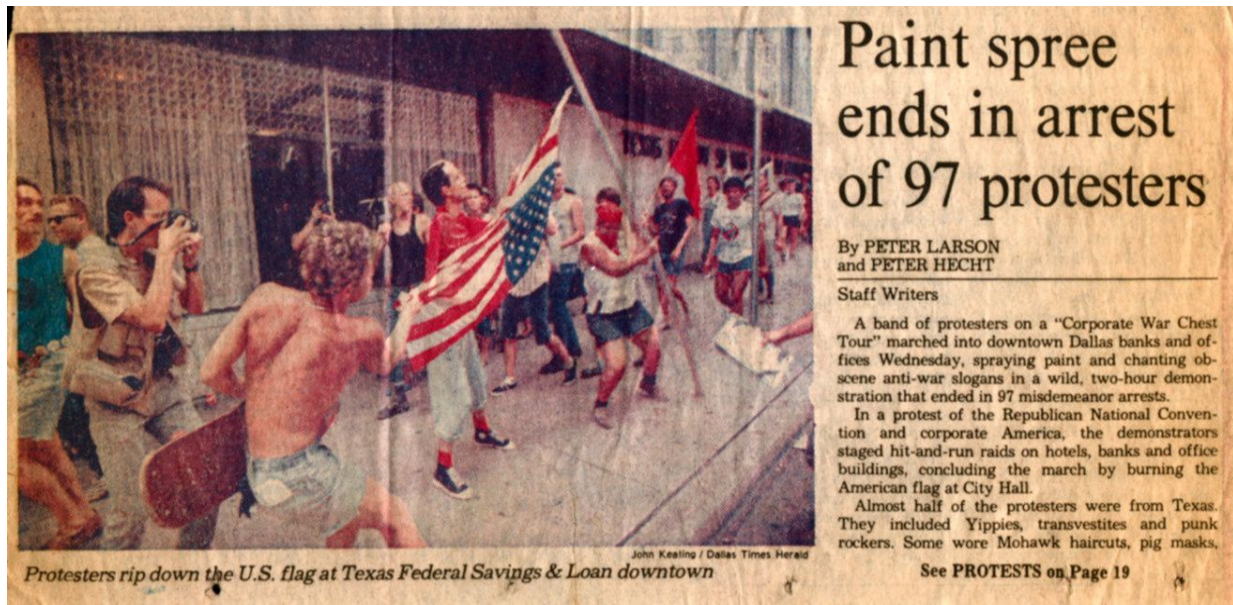 Paint spree
ends in arrest
of 97 protesters
By PETER LARSON
and PETER HECHT
Staff Writers
A band of protesters on a "Corporate War Chest
Tour" marched into downtown Dallas banks and of-
fices Wednesday, spraying paint and chanting ob-
scene anti-war slogans in a wild, two-hour demon-
stration that ended in 97 misdemeanor arrests.
In a protest of the Republican National Conven-
tion and corporate America, the demonstrators
staged hit-and-run raids on hotels, banks and office
buildings, concluding the march by burning the
American flag at City Hall.
Almost half of the protesters were from Texas.
They included Yippies, transvestites and punk
rockers. Some wore Mohawk haircuts, pig masks,
See PROTESTS on Page 19
John Keating / Dallas Times Herald
Protesters rip down the U.S. flag at Texas Federal Savings & Loan downtown